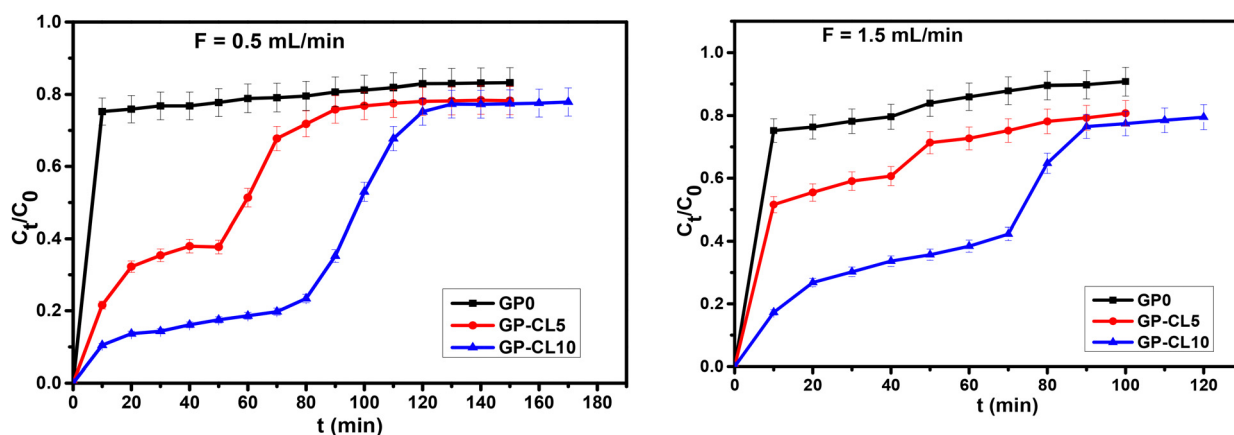 F = 0.5 mL/min
Ct/C0
1.0
0.8
0.6
0.4
0.2
0.0
GP0
GP-CL5
GP-CL10
0 20 40 60 80 100 120 140 160 180
t (min)
F = 1.5 mL/min
Ct/C0
1.0
0.8
0.6
0.4
0.2
0.0
GP0
GP-CL5
GP-CL10
0 20 40 60 80 100 120
t (min)